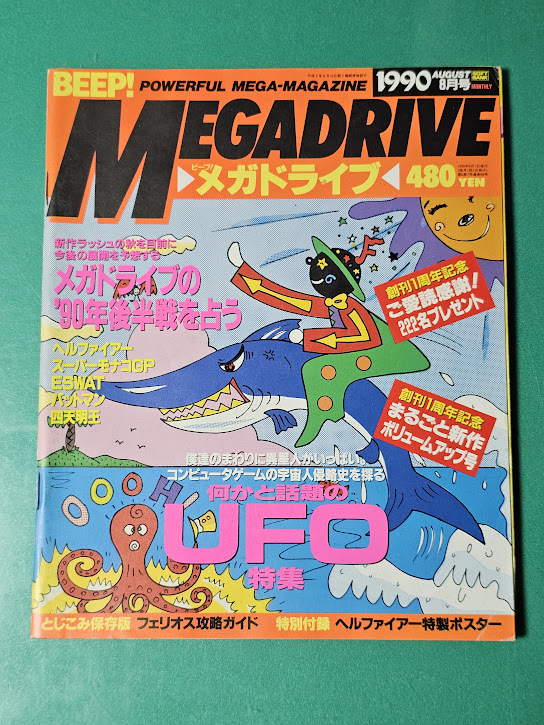 BEEP!
POWERFUL MEGA-MAGAZINE
1990
AUGUST
8月号
SOFT BANK
MONTHLY
MEGADRIVE
ビープ!
メガドライブ
480 YEN
新作ラッシュの秋を目前に
今後の展開を予想する
メガドライブの
'90年後半戦を占う
ヘルファイアー
スーパーモナコGP
ESWAT
バットマン
四天明王
創刊1周年記念
ご愛読感謝!
222名プレゼント
創刊1周年記念
まるごと新作
ボリュームアップ号
僕達のまわりに異星人がいっぱい。
コンピュータゲームの宇宙人侵略史を探る
何かと話題の
UFO
特集
OOOH!
とじこみ保存版 フェリオス攻略ガイド 特別付録 ヘルファイアー特製ポスター